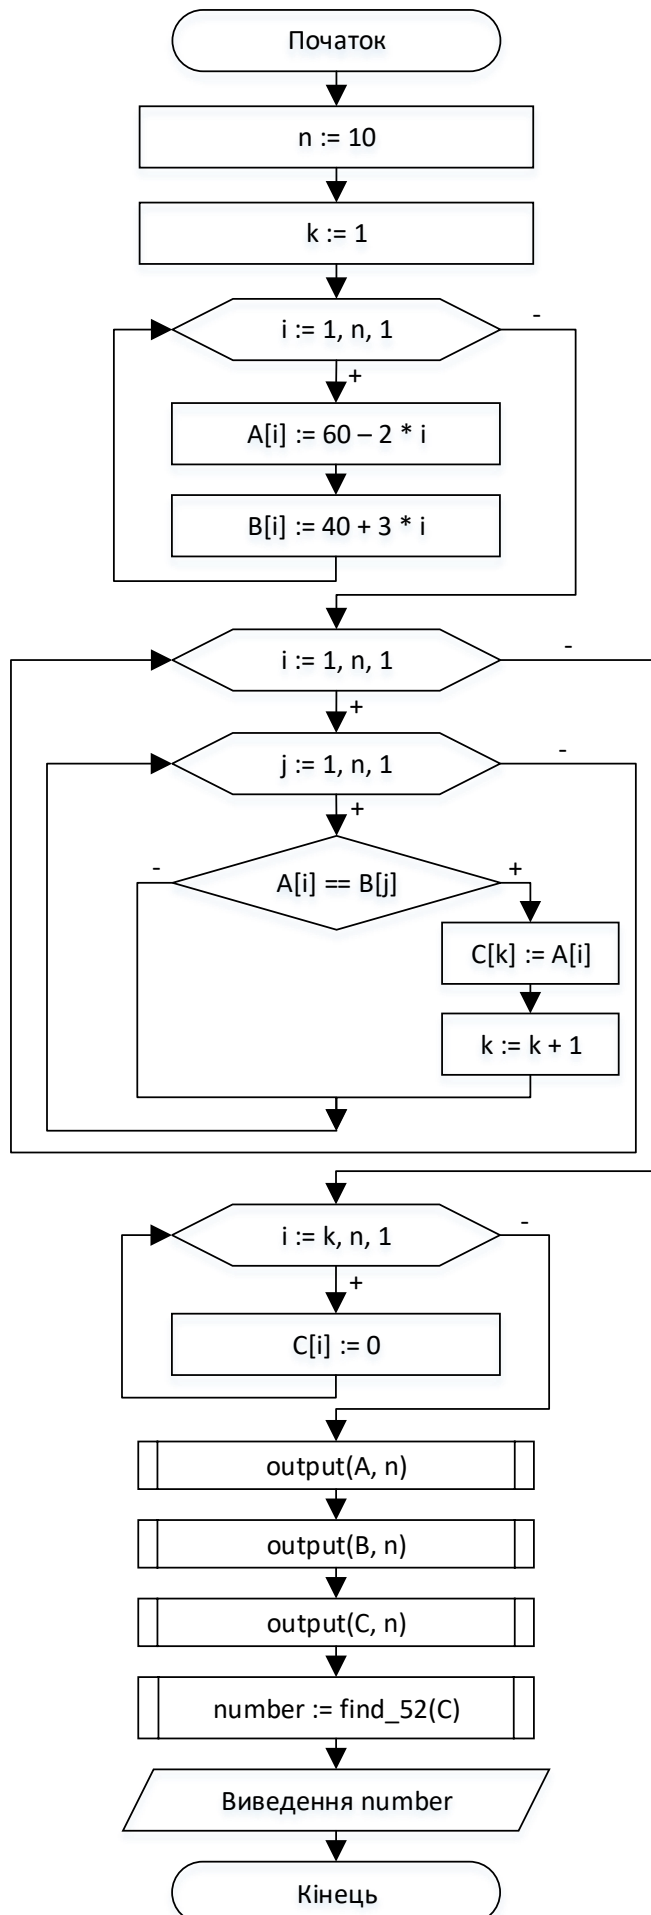 Початок
n := 10
k := 1
i := 1, n, 1
-
+
A[i] := 60 – 2 * i
B[i] := 40 + 3 * i
i := 1, n, 1
-
+
j := 1, n, 1
-
+
-
A[i] == B[j]
+
C[k] := A[i]
k := k + 1
i := k, n, 1
-
+
C[i] := 0
output(A, n)
output(B, n)
output(C, n)
number := find_52(C)
Виведення number
Кінець